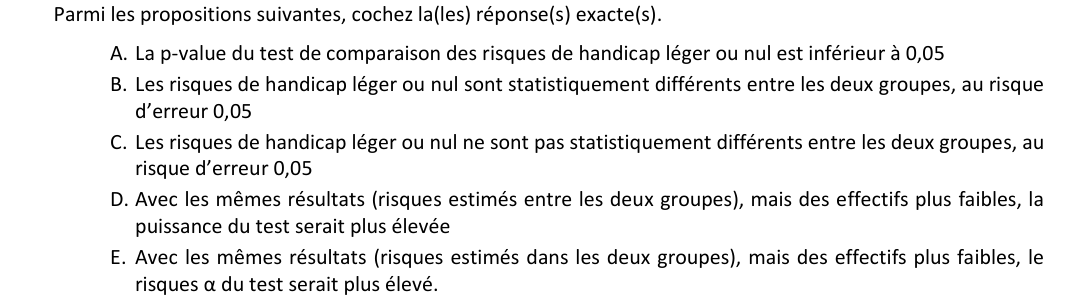 Parmi les propositions suivantes, cochez la(les) réponse(s) exacte(s).
A. La p-value du test de comparaison des risques de handicap léger ou nul est inférieur à 0,05
B. Les risques de handicap léger ou nul sont statistiquement différents entre les deux groupes, au risque
d’erreur 0,05
C. Les risques de handicap léger ou nul ne sont pas statistiquement différents entre les deux groupes, au
risque d’erreur 0,05
D. Avec les mêmes résultats (risques estimés entre les deux groupes), mais des effectifs plus faibles, la
puissance du test serait plus élevée
E. Avec les mêmes résultats (risques estimés dans les deux groupes), mais des effectifs plus faibles, le
risques α du test serait plus élevé.